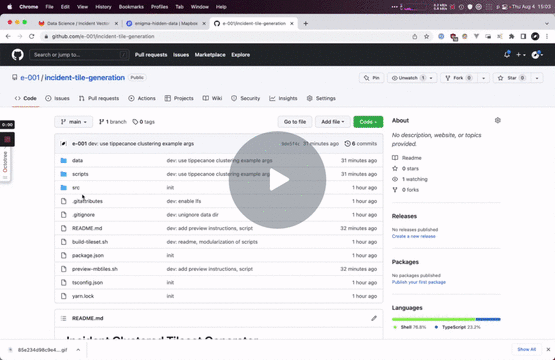 Chrome File Edit View History Bookmarks Profiles Tab Window Help
Thu Aug 4 15:03
Data Science / Incident Vector
enigma-hidden-data | Mapbox
e-001/incident-tile-generation
github.com/e-001/incident-tile-generation
Search or jump to...
Pull requests Issues Marketplace Explore
e-001 / incident-tile-generation Public
Pin Unwatch 1 Fork 0 Star 0
Code Issues Pull requests Actions Projects Wiki Security Insights Settings
main 1 branch 0 tags Go to file Add file Code
e-001 dev: use tippecanoe clustering example args 31 minutes ago 6 commits
data dev: use tippecanoe clustering example args 31 minutes ago
scripts dev: use tippecanoe clustering example args 31 minutes ago
src init 1 hour ago
.gitattributes dev: enable lfs 1 hour ago
.gitignore dev: unignore data dir 1 hour ago
README.md dev: add preview instructions, script 32 minutes ago
build-tileset.sh dev: readme, modularization of scripts 1 hour ago
package.json init 1 hour ago
preview-mbtiles.sh dev: add preview instructions, script 32 minutes ago
tsconfig.json init 1 hour ago
yarn.lock init 1 hour ago
README.md
Incident Clustered Tileset Generator
About
No description, website, or topics
provided.
Readme
0 stars
1 watching
0 forks
Releases
No releases published
Create a new release
Packages
No packages published
Publish your first package
Languages
Shell 76.8% TypeScript 23.2%
0:00
Show All